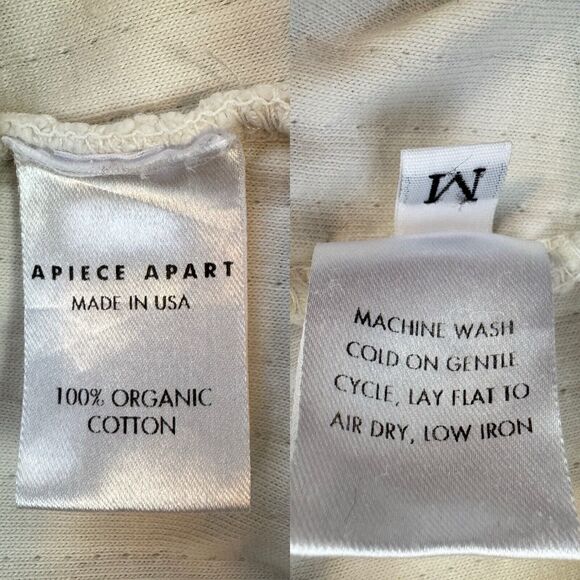 APIECE APART
MADE IN USA
100% ORGANIC
COTTON
M
MACHINE WASH
COLD ON GENTLE
CYCLE, LAY FLAT TO
AIR DRY, LOW IRON